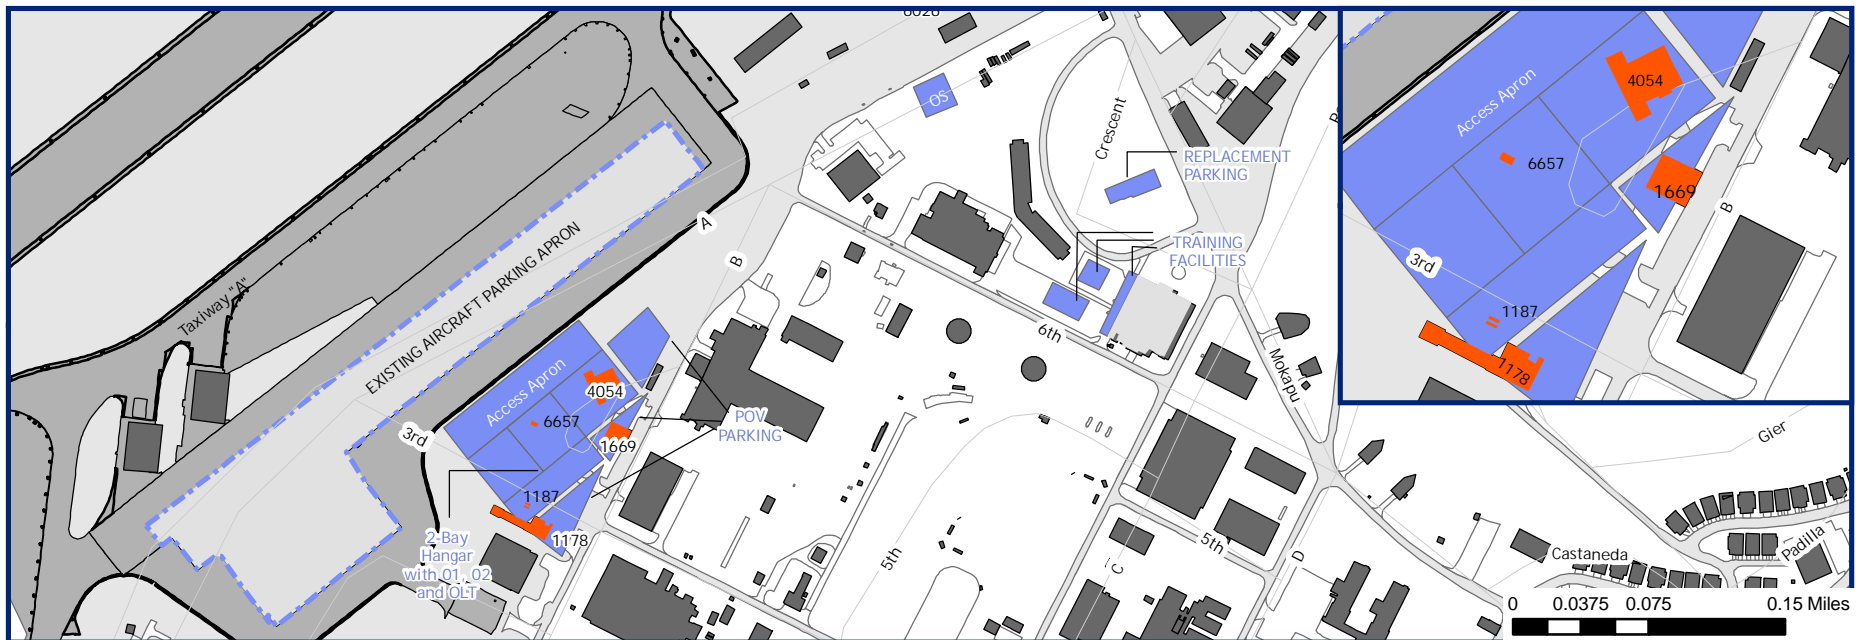 6026
OS
Crescent
REPLACEMENT
PARKING
TRAINING
FACILITIES
A
B
Taxiway "A"
EXISTING AIRCRAFT PARKING APRON
6th
Mokapu
Access Apron
4054
6657
1669
POV
PARKING
3rd
1187
1178
2-Bay
Hangar
with 01, 02
and OLT
5th
5th
C
D
Gier
Castaneda
Padilla
Access Apron
4054
6657
1669
B
3rd
1187
1178
0 0.0375 0.075 0.15 Miles